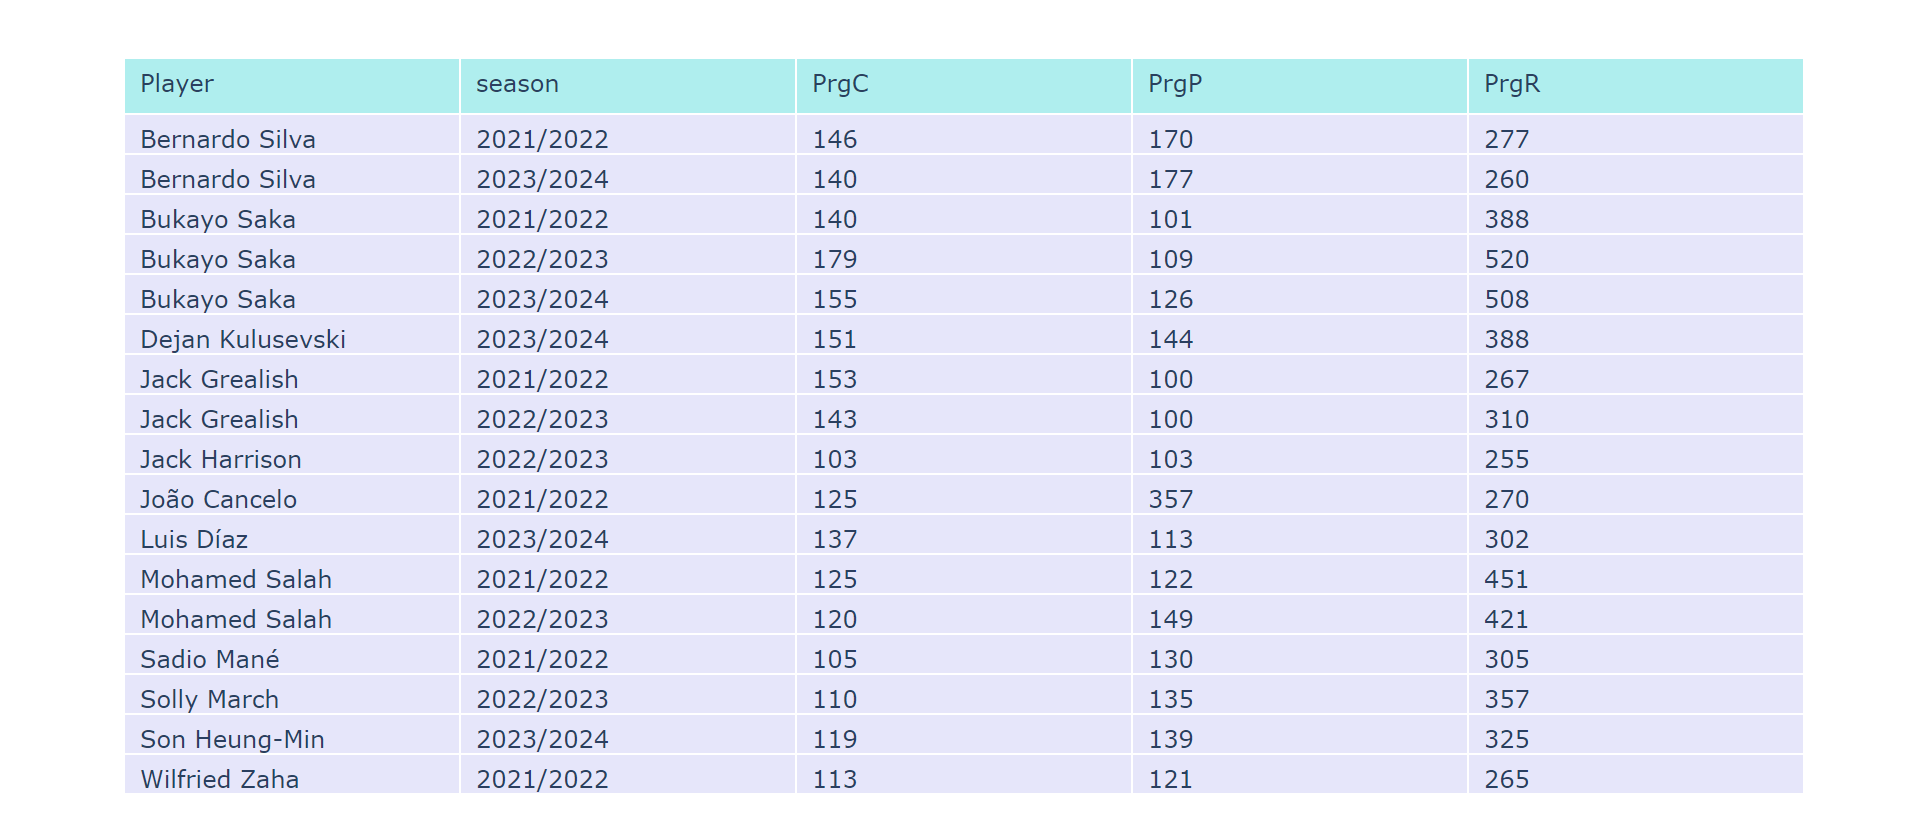 Player season PrgC PrgP PrgR
Bernardo Silva 2021/2022 146 170 277
Bernardo Silva 2023/2024 140 177 260
Bukayo Saka 2021/2022 140 101 388
Bukayo Saka 2022/2023 179 109 520
Bukayo Saka 2023/2024 155 126 508
Dejan Kulusevski 2023/2024 151 144 388
Jack Grealish 2021/2022 153 100 267
Jack Grealish 2022/2023 143 100 310
Jack Harrison 2022/2023 103 103 255
João Cancelo 2021/2022 125 357 270
Luis Díaz 2023/2024 137 113 302
Mohamed Salah 2021/2022 125 122 451
Mohamed Salah 2022/2023 120 149 421
Sadio Mané 2021/2022 105 130 305
Solly March 2022/2023 110 135 357
Son Heung-Min 2023/2024 119 139 325
Wilfried Zaha 2021/2022 113 121 265